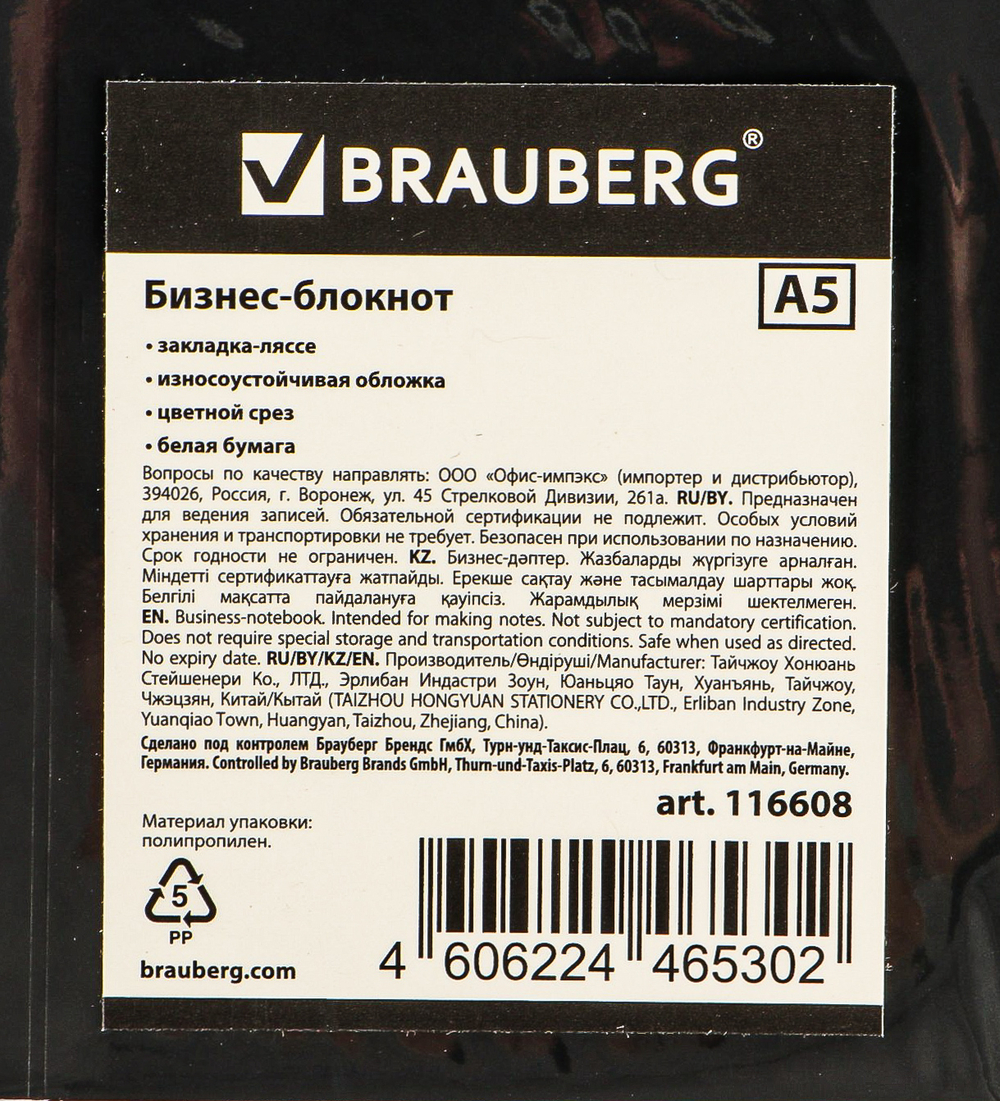 BRAUBERG®
Бизнес-блокнот
A5
• закладка-ляссе
• износоустойчивая обложка
• цветной срез
• белая бумага
Вопросы по качеству направлять: ООО «Офис-импэкс» (импортер и дистрибьютор),
394026, Россия, г. Воронеж, ул. 45 Стрелковой Дивизии, 261а. RU/BY. Предназначен
для ведения записей. Обязательной сертификации не подлежит. Особых условий
хранения и транспортировки не требует. Безопасен при использовании по назначению.
Срок годности не ограничен. KZ. Бизнес-дәптер. Жазбаларды жүргізуге арналған.
Міндетті сертификаттауға жатпайды. Ерекше сақтау және тасымалдау шарттары жоқ.
Белгілі мақсатта пайдалануға қауіпсіз. Жарамдылық мерзімі шектелмеген.
EN. Business-notebook. Intended for making notes. Not subject to mandatory certification.
Does not require special storage and transportation conditions. Safe when used as directed.
No expiry date. RU/BY/KZ/EN. Производитель/Өндіруші/Manufacturer: Тайчжоу Хонюань
Стейшенери Ко., ЛТД., Эрлибан Индастри Зоун, Юаньцяо Таун, Хуанъянь, Тайчжоу,
Чжэцзян, Китай/Кытай (TAIZHOU HONGYUAN STATIONERY CO.,LTD., Erliban Industry Zone,
Yuanqiao Town, Huangyan, Taizhou, Zhejiang, China).
Сделано под контролем Брауберг Брендс ГмбХ, Турн-унд-Таксис-Плац, 6, 60313, Франкфурт-на-Майне,
Германия. Controlled by Brauberg Brands GmbH, Thurn-und-Taxis-Platz, 6, 60313, Frankfurt am Main, Germany.
art. 116608
Материал упаковки:
полипропилен.
5
PP
brauberg.com
4 606224 465302